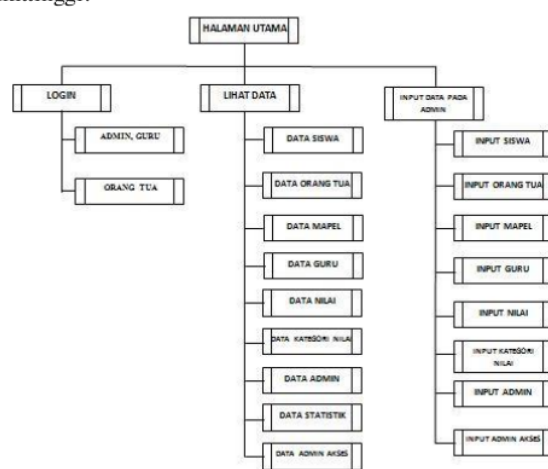 HALAMAN UTAMA
LOGIN
ADMIN, GURU
ORANG TUA
LIHAT DATA
DATA SISWA
DATA ORANG TUA
DATA MAPEL
DATA GURU
DATA NILAI
DATA KATEGORI NILAI
DATA ADMIN
DATA STATISTIK
DATA ADMIN AKSES
INPUT DATA PADA
ADMIN
INPUT SISWA
INPUT ORANG TUA
INPUT MAPEL
INPUT GURU
INPUT NILAI
INPUT KATEGORI
NILAI
INPUT ADMIN
INPUT ADMIN AKSES